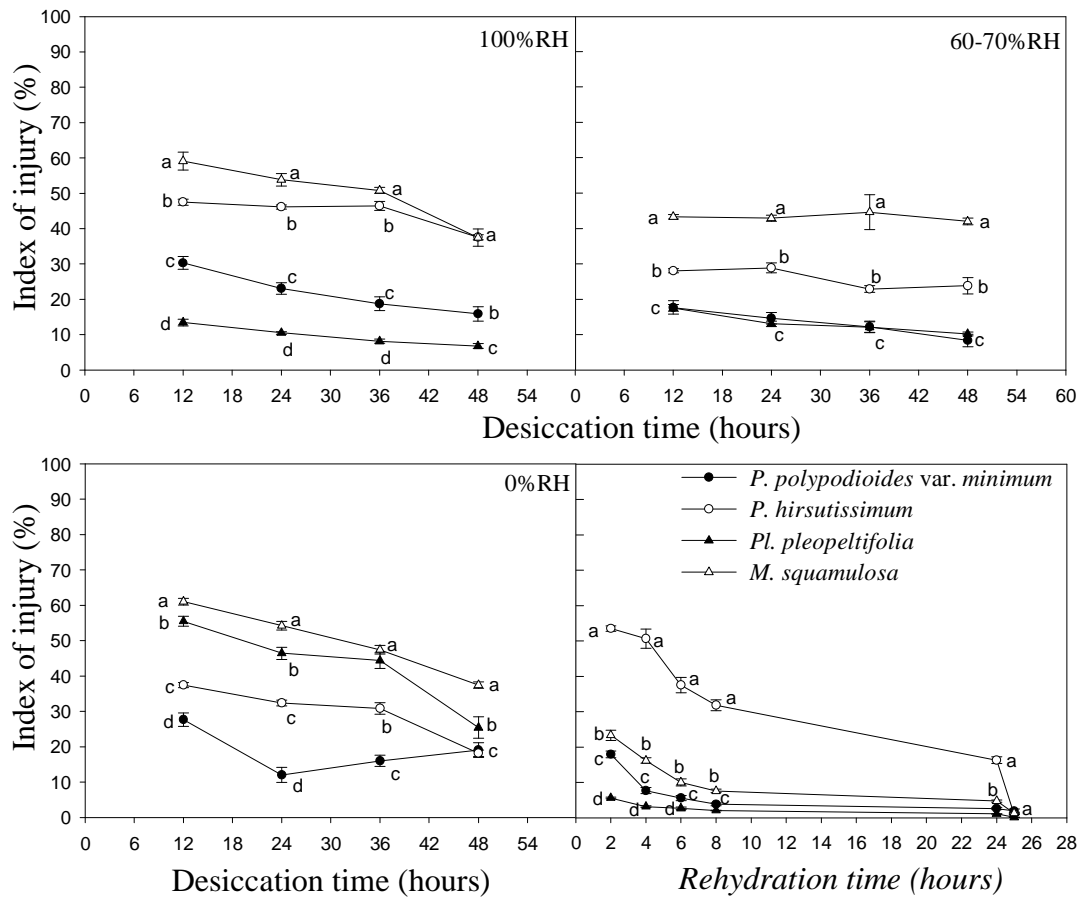 100%RH
60-70%RH
Index of injury (%)
100
90
80
70
60
50
40
30
20
10
0
a
a
a
a
b
b
b
c
c
c
b
d
d
d
c
a
a
a
a
b
b
b
b
c
c
c
c
0 6 12 18 24 30 36 42 48 54 0 6 12 18 24 30 36 42 48 54 60
Desiccation time (hours)
0%RH
P. polypodioides var. minimum
P. hirsutissimum
Pl. pleopeltifolia
M. squamulosa
Index of injury (%)
100
90
80
70
60
50
40
30
20
10
0
a
a
a
a
b
b
b
c
c
b
c
d
d
c
a
a
a
a
a
b
b
b
b
b
c
c
c
c
d
d
d
a
0 6 12 18 24 30 36 42 48 54 0 2 4 6 8 10 12 14 16 18 20 22 24 26 28
Desiccation time (hours)
Rehydration time (hours)